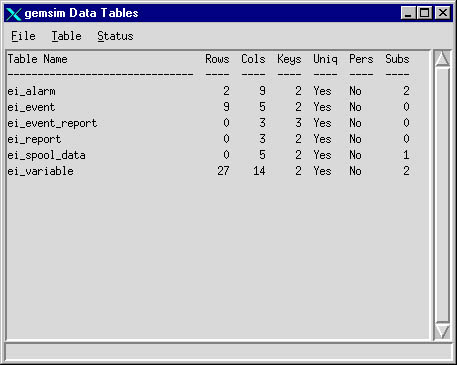 gemsim Data Tables
File Table Status
Table Name Rows Cols Keys Uniq Pers Subs
-------------------------- ---- ---- ---- ---- ---- ----
ei_alarm 2 9 2 Yes No 2
ei_event 9 5 2 Yes No 0
ei_event_report 0 3 3 Yes No 0
ei_report 0 3 2 Yes No 0
ei_spool_data 0 5 2 Yes No 1
ei_variable 27 14 2 Yes No 2